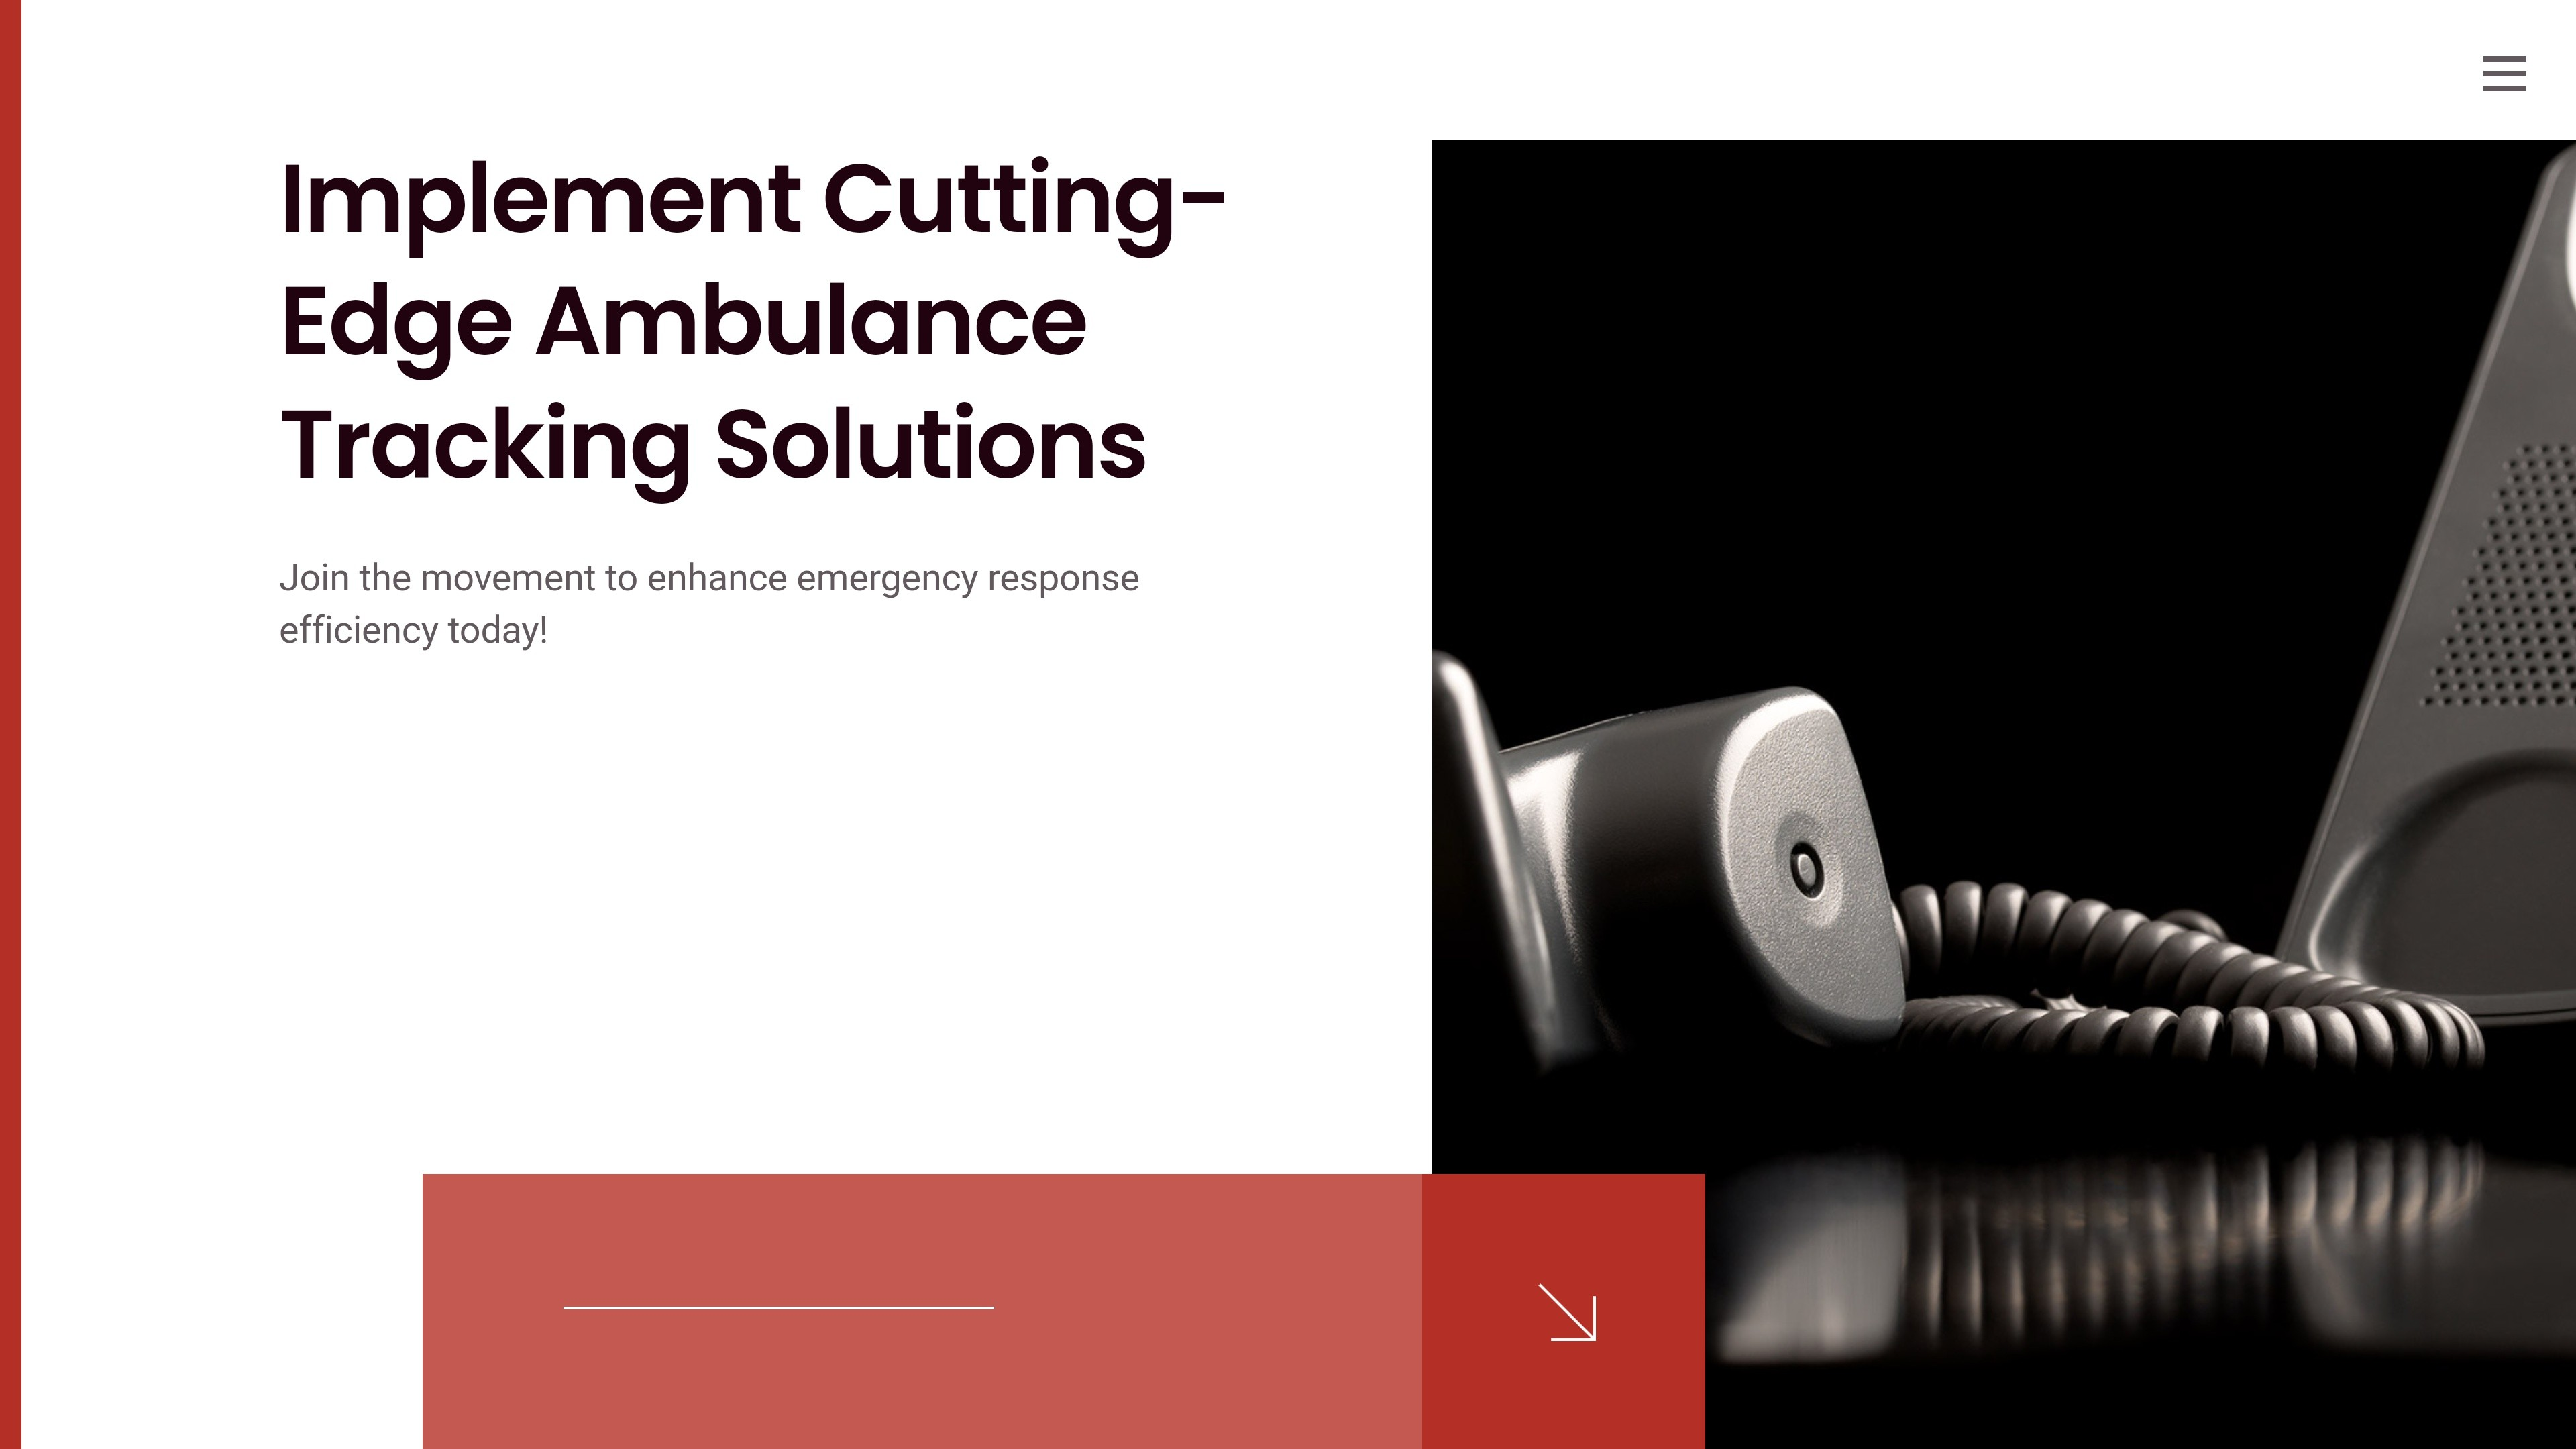 Implement Cutting-
Edge Ambulance
Tracking Solutions
Join the movement to enhance emergency response
efficiency today!